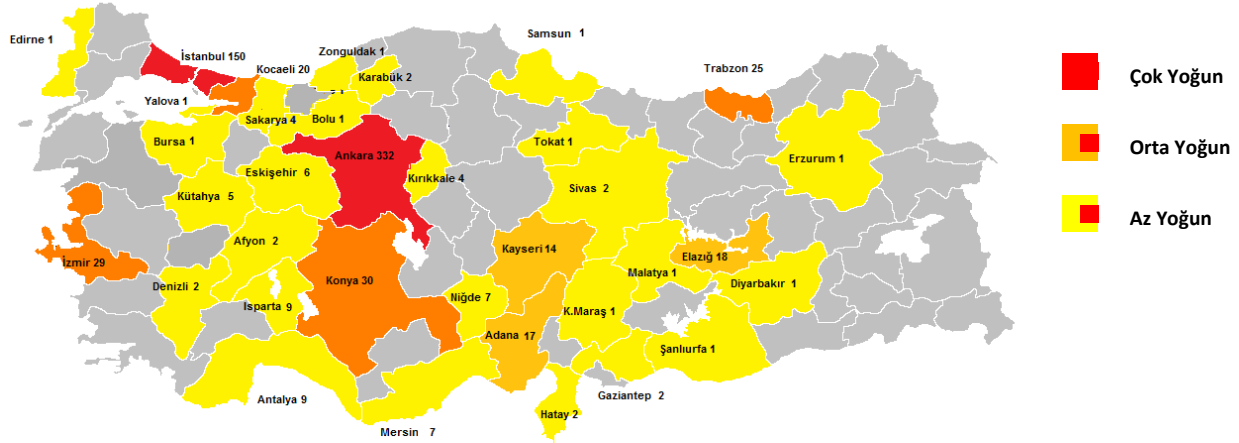 Edirne 1
İstanbul 150
Kocaeli 20
Zonguldak 1
Karabük 2
Samsun 1
Trabzon 25
Yalova 1
Sakarya 4
Bolu 1
Bursa 1
Ankara 332
Tokat 1
Erzurum 1
Eskişehir 6
Kırıkkale 4
Kütahya 5
Sivas 2
Afyon 2
Kayseri 14
Elazığ 18
İzmir 29
Denizli 2
Konya 30
Malatya 1
Diyarbakır 1
Isparta 9
Niğde 7
K.Maraş 1
Adana 17
Şanlıurfa 1
Antalya 9
Gaziantep 2
Hatay 2
Mersin 7
Çok Yoğun
Orta Yoğun
Az Yoğun